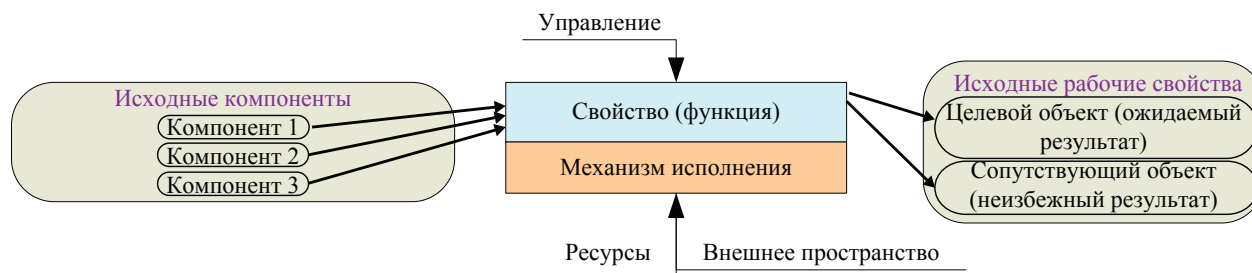 Управление
Исходные компоненты
Компонент 1
Компонент 2
Компонент 3
Свойство (функция)
Механизм исполнения
Исходные рабочие свойства
Целевой объект (ожидаемый
результат)
Сопутствующий объект
(неизбежный результат)
Ресурсы
Внешнее пространство